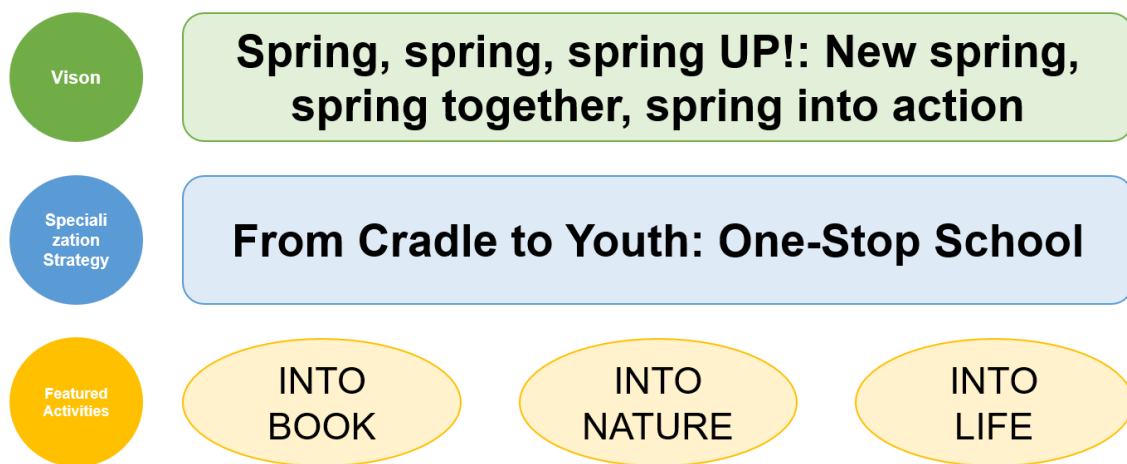 Vison
Spring, spring, spring UP!: New spring,
spring together, spring into action
Speciali
zation
Strategy
From Cradle to Youth: One-Stop School
Featured
Activities
INTO
BOOK
INTO
NATURE
INTO
LIFE